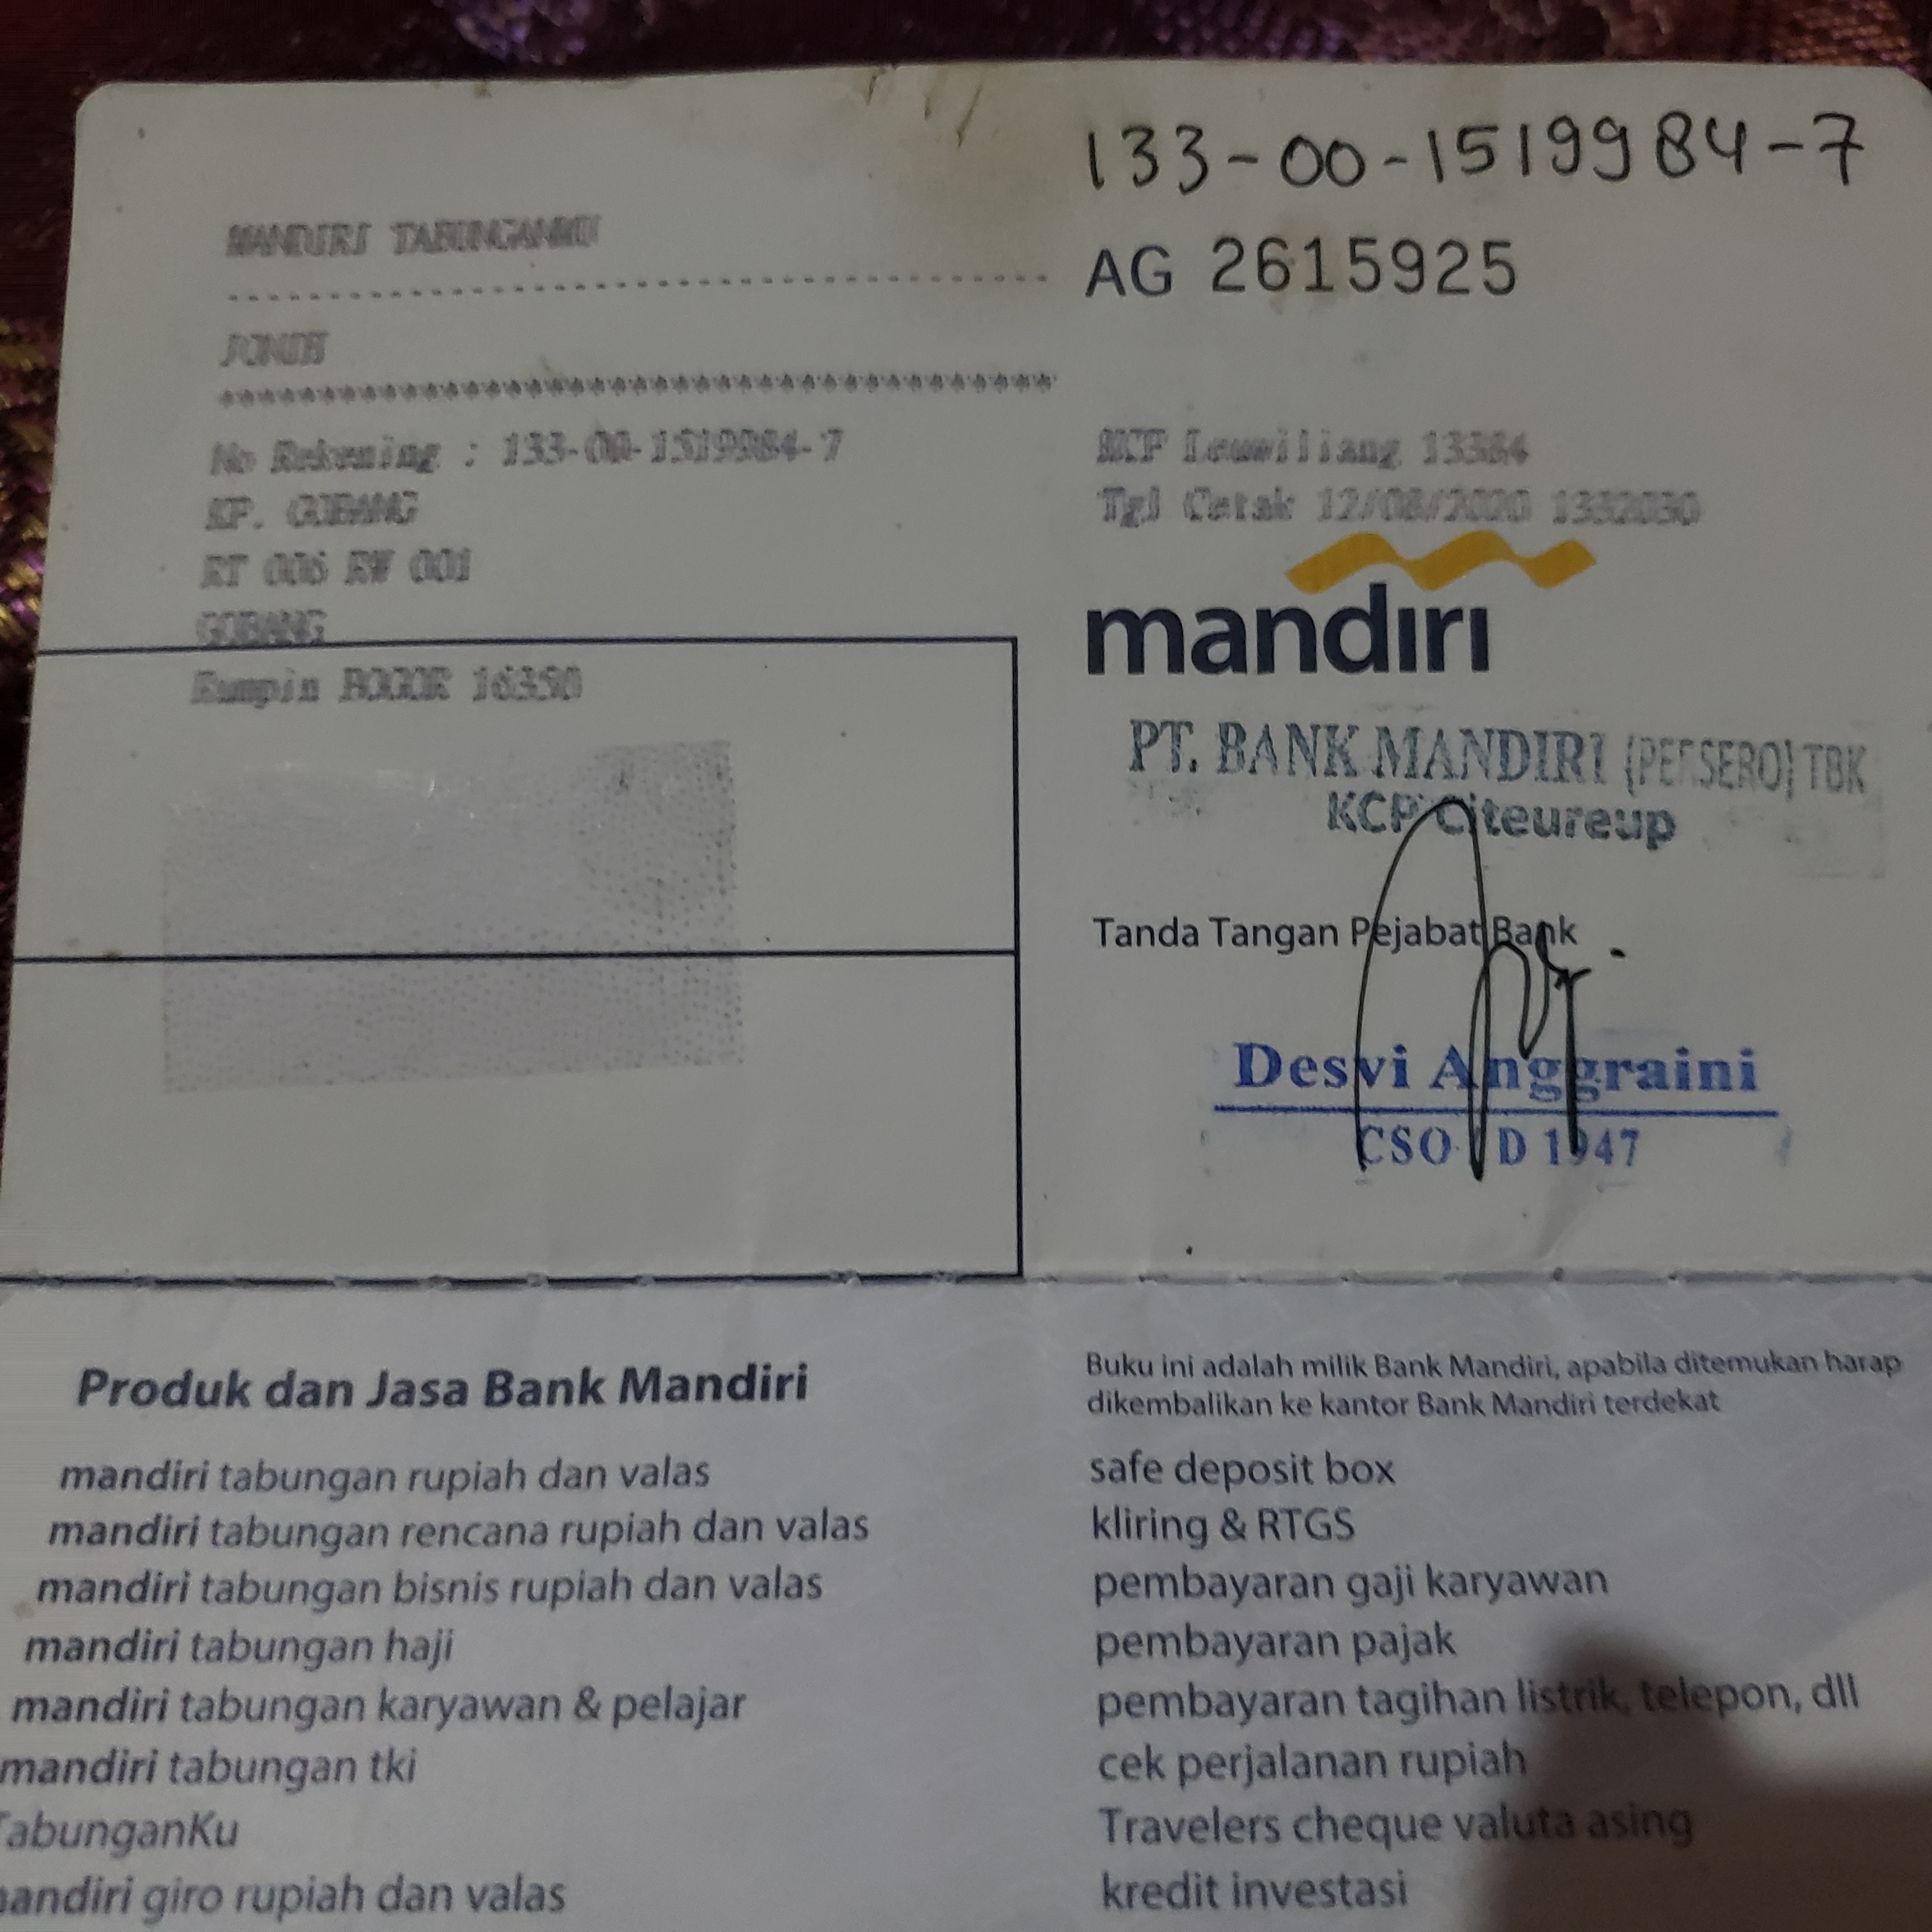 133-00-1519984-7
MANDIRI TABUNGANMU
AG 2615925
No Rekening : 133-00-1519984-7
KP. GOBANG
RT 006 RW 001
GOBANG
Rumpin BOGOR 16350
KCP Leuwiliang 13384
Tgl Cetak 12/08/2020 1332030
mandiri
PT. BANK MANDIRI (PERSERO) TBK
KCP Citeureup
Tanda Tangan Pejabat Bank
Desvi Anggraini
CSO ID 1947
Produk dan Jasa Bank Mandiri
mandiri tabungan rupiah dan valas
mandiri tabungan rencana rupiah dan valas
mandiri tabungan bisnis rupiah dan valas
mandiri tabungan haji
mandiri tabungan karyawan & pelajar
mandiri tabungan tki
TabunganKu
mandiri giro rupiah dan valas
Buku ini adalah milik Bank Mandiri, apabila ditemukan harap
dikembalikan ke kantor Bank Mandiri terdekat
safe deposit box
kliring & RTGS
pembayaran gaji karyawan
pembayaran pajak
pembayaran tagihan listrik, telepon, dll
cek perjalanan rupiah
Travelers cheque valuta asing
kredit investasi